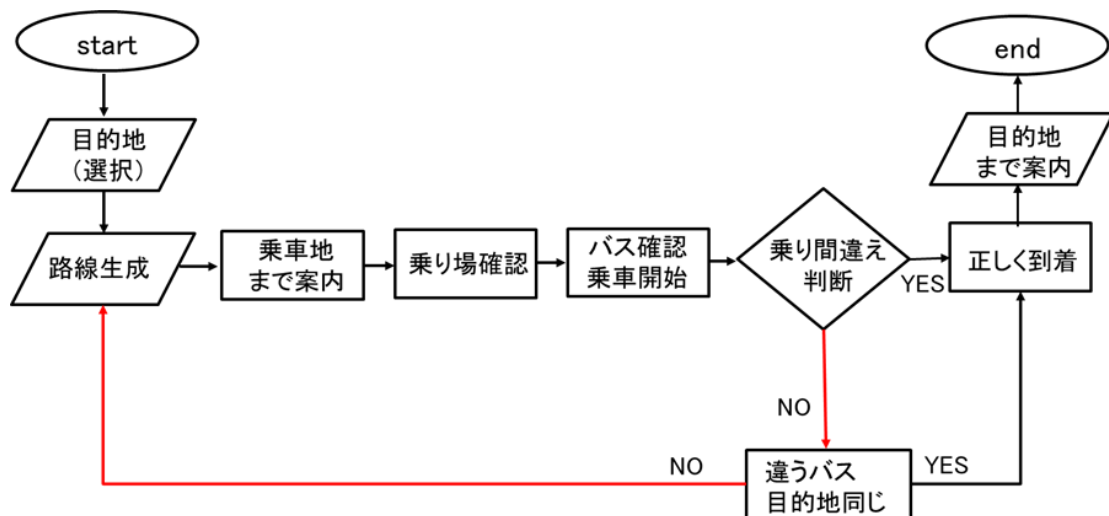 start
end
目的地
(選択)
目的地
まで案内
路線生成
乗車地
まで案内
乗り場確認
バス確認
乗車開始
乗り間違え
判断
YES
正しく到着
NO
NO
違うバス
目的地同じ
YES